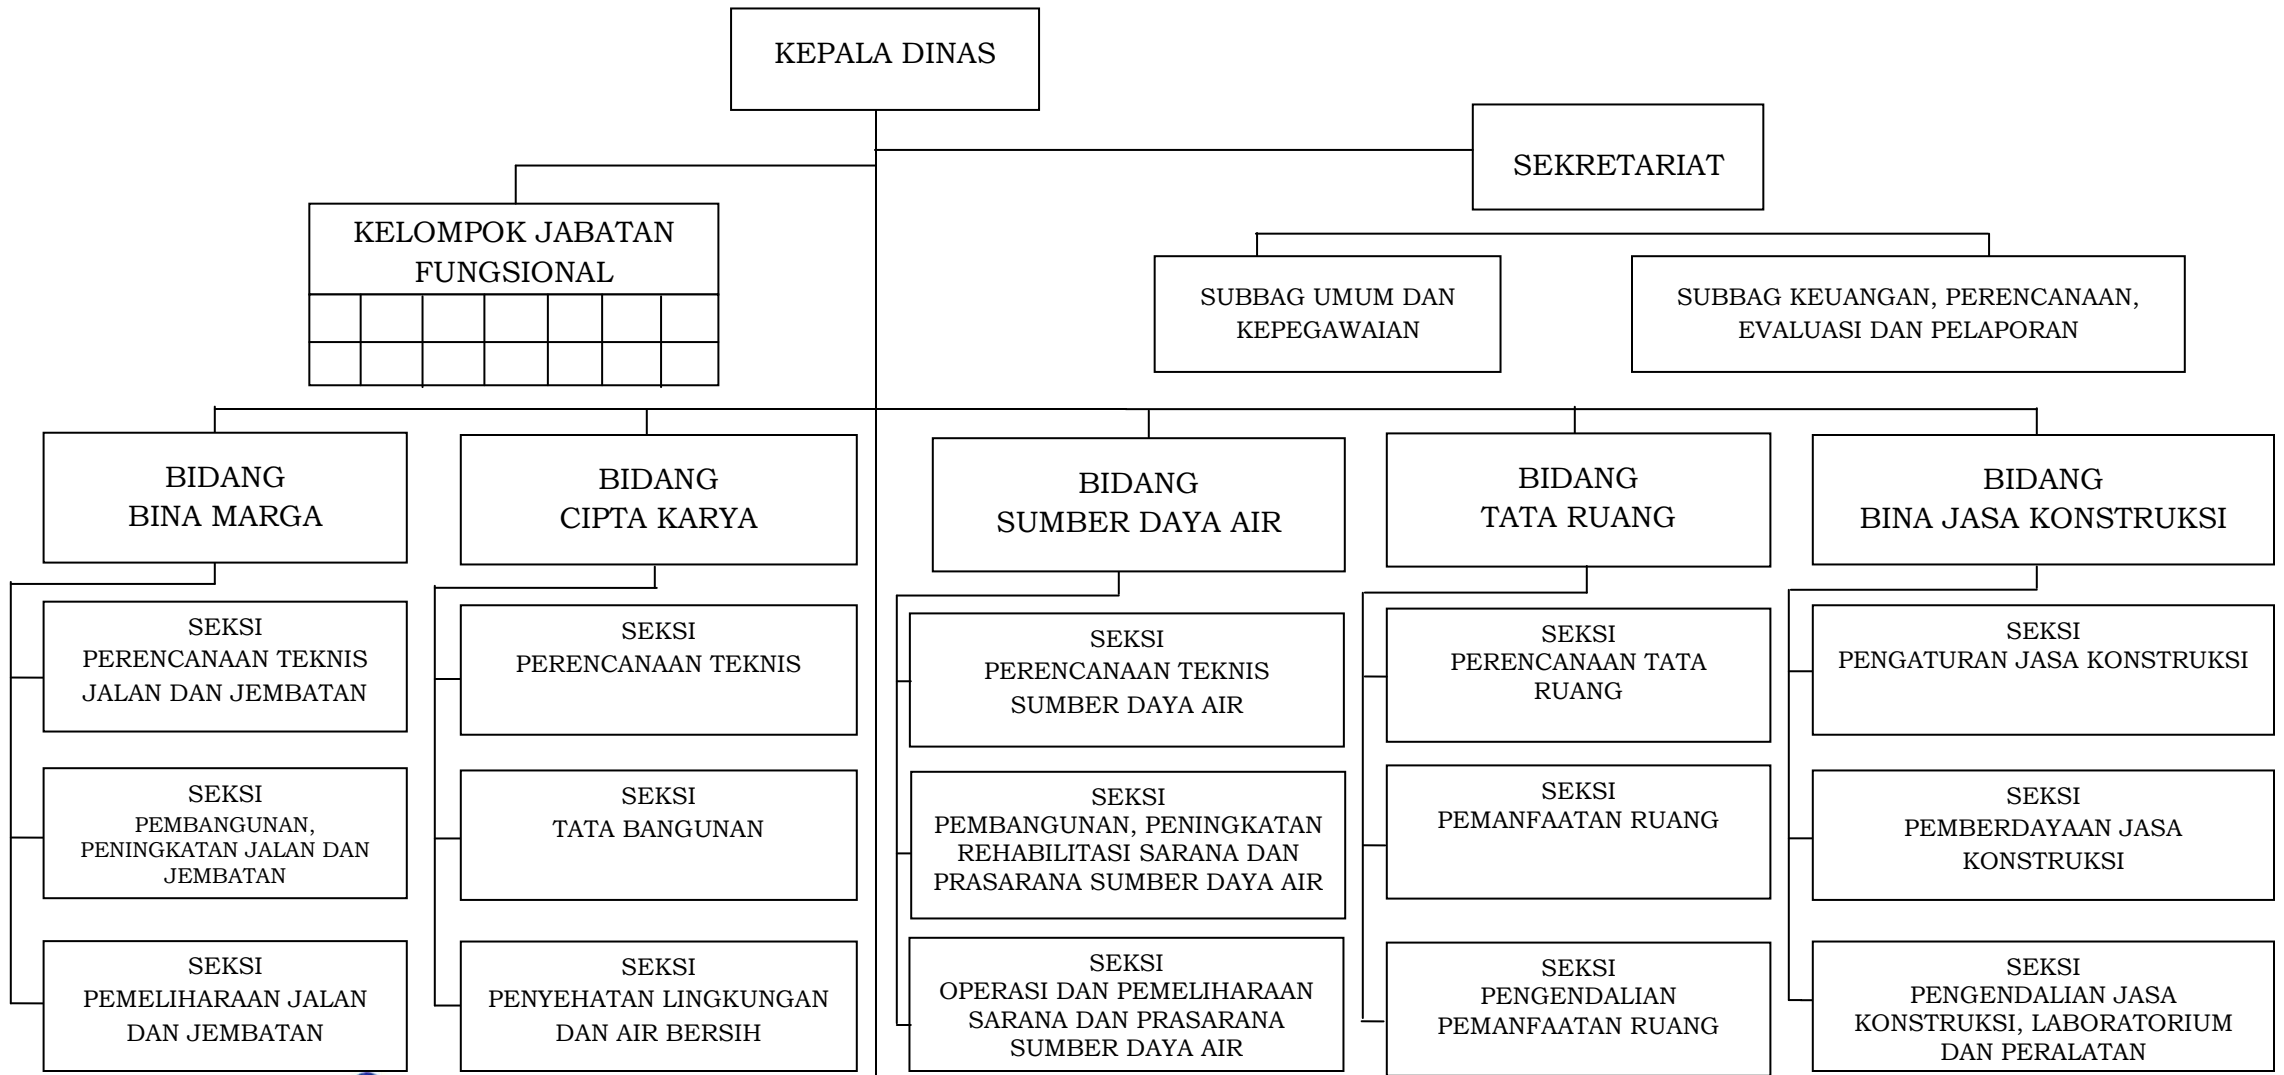 KEPALA DINAS
SEKRETARIAT
KELOMPOK JABATAN
FUNGSIONAL
SUBBAG UMUM DAN
KEPEGAWAIAN
SUBBAG KEUANGAN, PERENCANAAN,
EVALUASI DAN PELAPORAN
BIDANG
BINA MARGA
BIDANG
CIPTA KARYA
BIDANG
SUMBER DAYA AIR
BIDANG
TATA RUANG
BIDANG
BINA JASA KONSTRUKSI
SEKSI
PERENCANAAN TEKNIS
JALAN DAN JEMBATAN
SEKSI
PERENCANAAN TEKNIS
SEKSI
PERENCANAAN TEKNIS
SUMBER DAYA AIR
SEKSI
PERENCANAAN TATA
RUANG
SEKSI
PENGATURAN JASA KONSTRUKSI
SEKSI
PEMBANGUNAN,
PENINGKATAN JALAN DAN
JEMBATAN
SEKSI
TATA BANGUNAN
SEKSI
PEMBANGUNAN, PENINGKATAN
REHABILITASI SARANA DAN
PRASARANA SUMBER DAYA AIR
SEKSI
PEMANFAATAN RUANG
SEKSI
PEMBERDAYAAN JASA
KONSTRUKSI
SEKSI
PEMELIHARAAN JALAN
DAN JEMBATAN
SEKSI
PENYEHATAN LINGKUNGAN
DAN AIR BERSIH
SEKSI
OPERASI DAN PEMELIHARAAN
SARANA DAN PRASARANA
SUMBER DAYA AIR
SEKSI
PENGENDALIAN
PEMANFAATAN RUANG
SEKSI
PENGENDALIAN JASA
KONSTRUKSI, LABORATORIUM
DAN PERALATAN